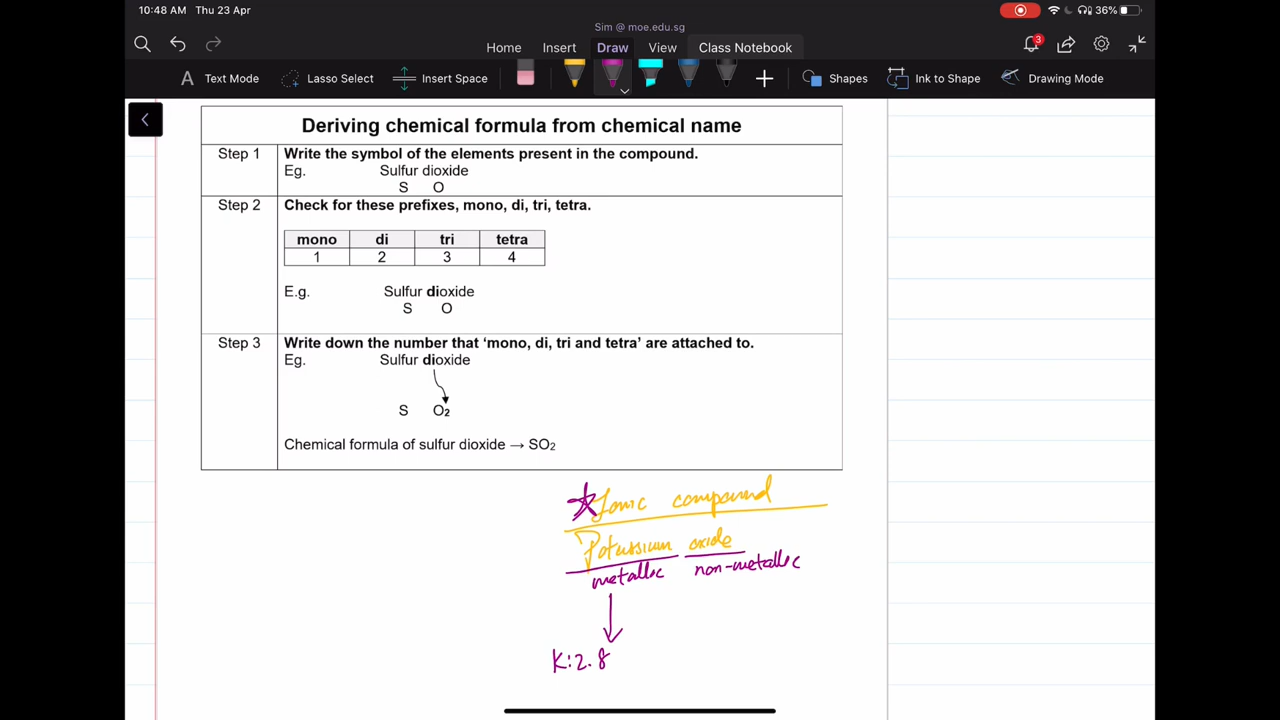 10:48 AM Thu 23 Apr
36%
Sim @ moe.edu.sg
Home Insert Draw View Class Notebook
3
A Text Mode Lasso Select Insert Space Shapes Ink to Shape Drawing Mode
Deriving chemical formula from chemical name
Step 1 Write the symbol of the elements present in the compound.
Eg. Sulfur dioxide
S O
Step 2 Check for these prefixes, mono, di, tri, tetra.
mono di tri tetra
1 2 3 4
E.g. Sulfur dioxide
S O
Step 3 Write down the number that ‘mono, di, tri and tetra’ are attached to.
Eg. Sulfur dioxide
S O₂
Chemical formula of sulfur dioxide → SO₂
Ionic compound
Potassium oxide
metallic non-metallic
K:2.8